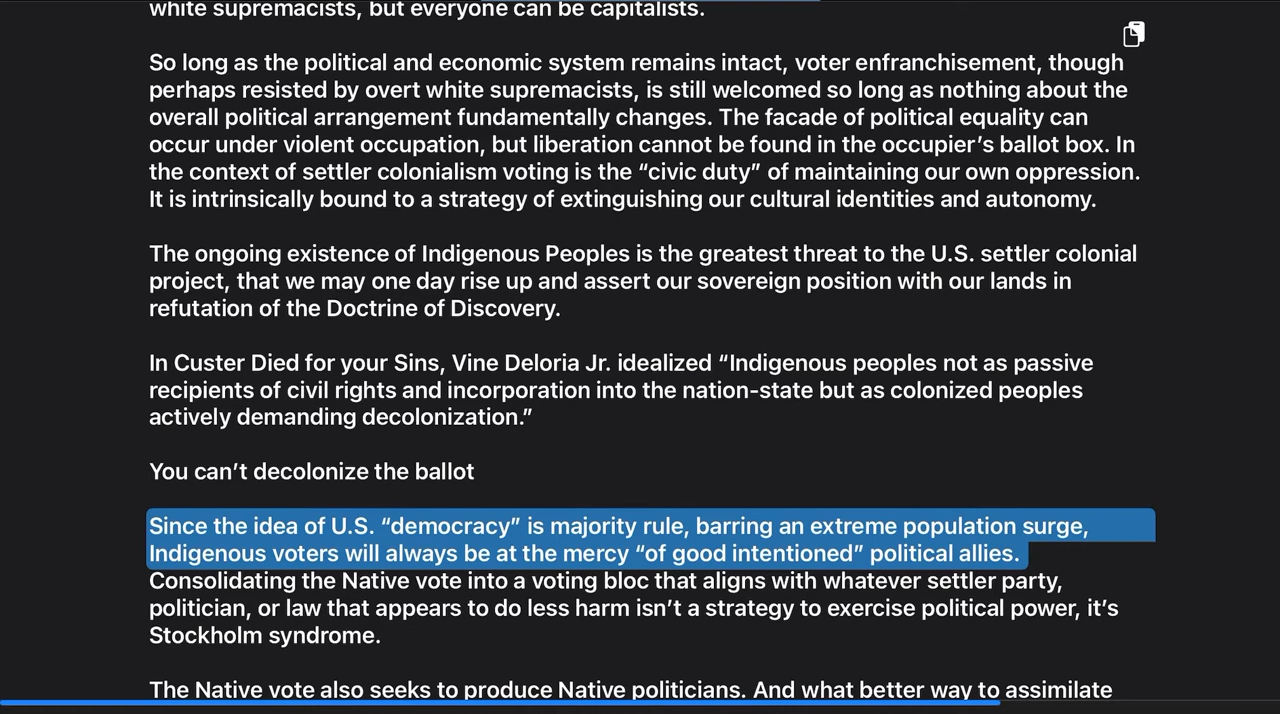 white supremacists, but everyone can be capitalists.
So long as the political and economic system remains intact, voter enfranchisement, though
perhaps resisted by overt white supremacists, is still welcomed so long as nothing about the
overall political arrangement fundamentally changes. The facade of political equality can
occur under violent occupation, but liberation cannot be found in the occupier’s ballot box. In
the context of settler colonialism voting is the “civic duty” of maintaining our own oppression.
It is intrinsically bound to a strategy of extinguishing our cultural identities and autonomy.
The ongoing existence of Indigenous Peoples is the greatest threat to the U.S. settler colonial
project, that we may one day rise up and assert our sovereign position with our lands in
refutation of the Doctrine of Discovery.
In Custer Died for your Sins, Vine Deloria Jr. idealized “Indigenous peoples not as passive
recipients of civil rights and incorporation into the nation-state but as colonized peoples
actively demanding decolonization.”
You can’t decolonize the ballot
Since the idea of U.S. “democracy” is majority rule, barring an extreme population surge,
Indigenous voters will always be at the mercy “of good intentioned” political allies.
Consolidating the Native vote into a voting bloc that aligns with whatever settler party,
politician, or law that appears to do less harm isn’t a strategy to exercise political power, it’s
Stockholm syndrome.
The Native vote also seeks to produce Native politicians. And what better way to assimilate